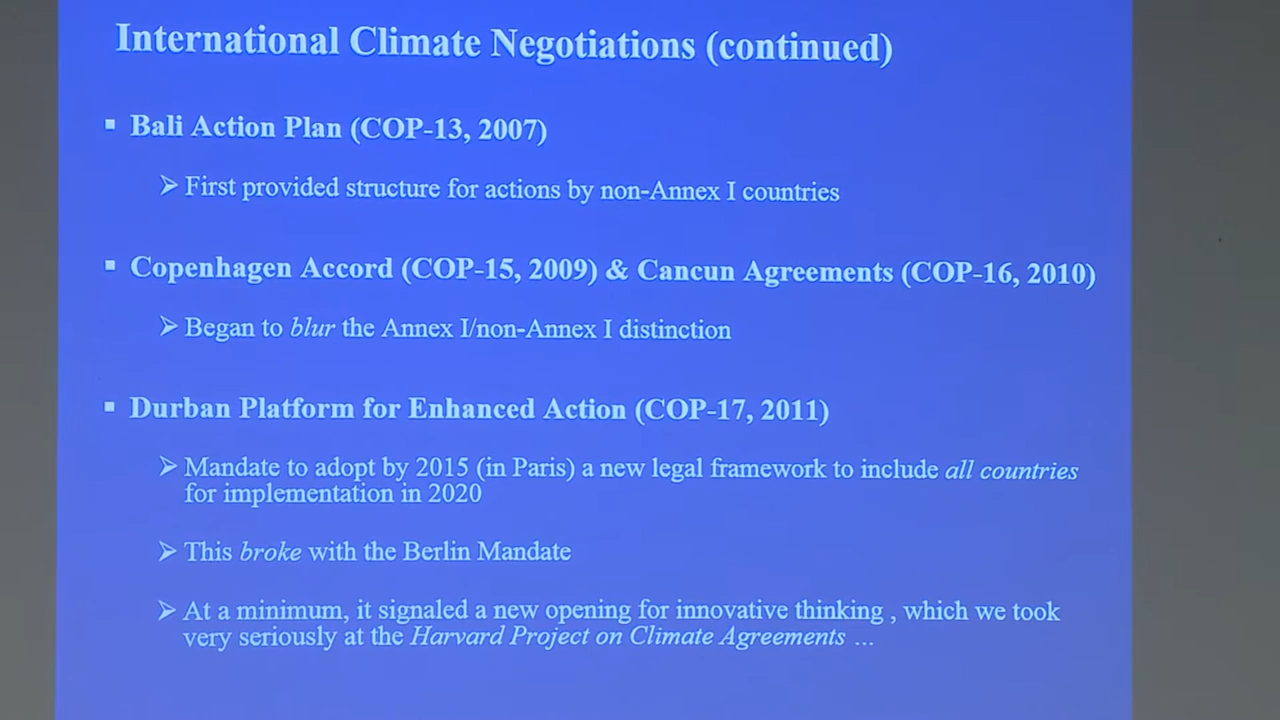 International Climate Negotiations (continued)
▪ Bali Action Plan (COP-13, 2007)
➢ First provided structure for actions by non-Annex I countries
▪ Copenhagen Accord (COP-15, 2009) & Cancun Agreements (COP-16, 2010)
➢ Began to blur the Annex I/non-Annex I distinction
▪ Durban Platform for Enhanced Action (COP-17, 2011)
➢ Mandate to adopt by 2015 (in Paris) a new legal framework to include all countries
for implementation in 2020
➢ This broke with the Berlin Mandate
➢ At a minimum, it signaled a new opening for innovative thinking , which we took
very seriously at the Harvard Project on Climate Agreements ...